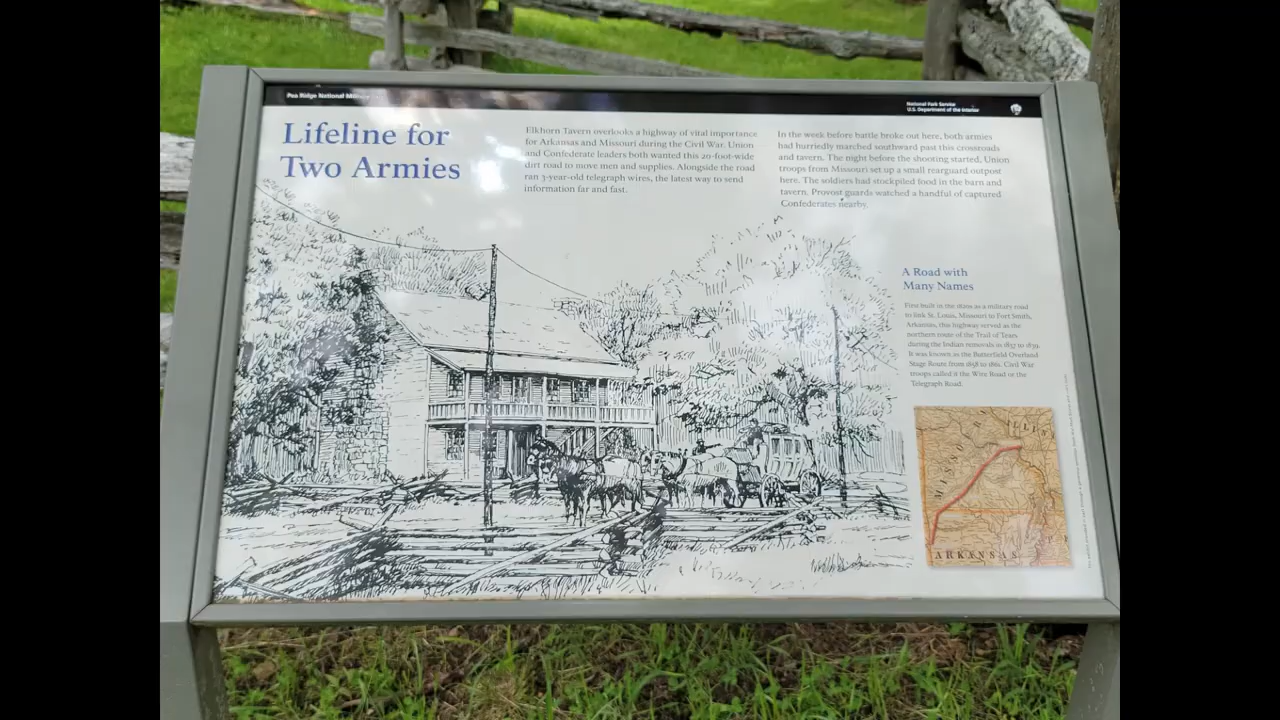 Pea Ridge National Military
National Park Service
U.S. Department of the Interior
Lifeline for
Two Armies
Elkhorn Tavern overlooks a highway of vital importance
for Arkansas and Missouri during the Civil War. Union
and Confederate leaders both wanted this 20-foot-wide
dirt road to move men and supplies. Alongside the road
ran 3-year-old telegraph wires, the latest way to send
information far and fast.
In the week before battle broke out here, both armies
had hurriedly marched southward past this crossroads
and tavern. The night before the shooting started, Union
troops from Missouri set up a small rearguard outpost
here. The soldiers had stockpiled food in the barn and
tavern. Provost guards watched a handful of captured
Confederates nearby.
A Road with
Many Names
First built in the 1820s as a military road
to link St. Louis, Missouri to Fort Smith,
Arkansas, this highway served as the
northern route of the Trail of Tears
during the Indian removals in 1837 to 1839.
It was known as the Butterfield Overland
Stage Route from 1858 to 1861. Civil War
troops called it the Wire Road or the
Telegraph Road.
MISSOURI
ARKANSAS